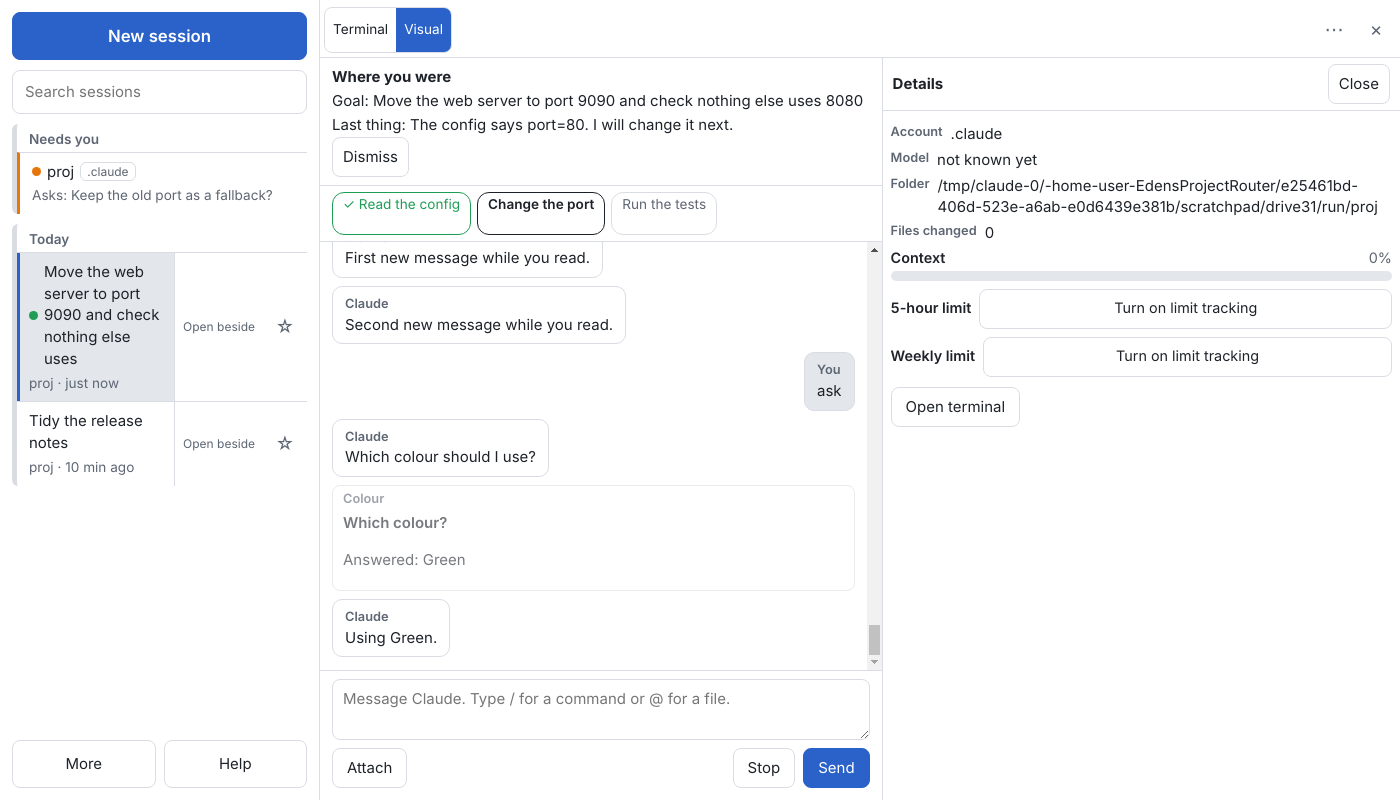 New session
Search sessions
Needs you
proj .claude
Asks: Keep the old port as a fallback?
Today
Move the web
server to port
9090 and check
nothing else
uses
proj · just now
Open beside ☆
Tidy the release
notes
proj · 10 min ago
Open beside ☆
More
Help
Terminal
Visual
··· ×
Where you were
Goal: Move the web server to port 9090 and check nothing else uses 8080
Last thing: The config says port=80. I will change it next.
Dismiss
✓ Read the config
Change the port
Run the tests
First new message while you read.
Claude
Second new message while you read.
You
ask
Claude
Which colour should I use?
Colour
Which colour?
Answered: Green
Claude
Using Green.
Message Claude. Type / for a command or @ for a file.
Attach
Stop
Send
Details
Close
Account .claude
Model not known yet
Folder /tmp/claude-0/-home-user-EdensProjectRouter/e25461bd-
406d-523e-a6ab-e0d6439e381b/scratchpad/drive31/run/proj
Files changed 0
Context 0%
5-hour limit Turn on limit tracking
Weekly limit Turn on limit tracking
Open terminal